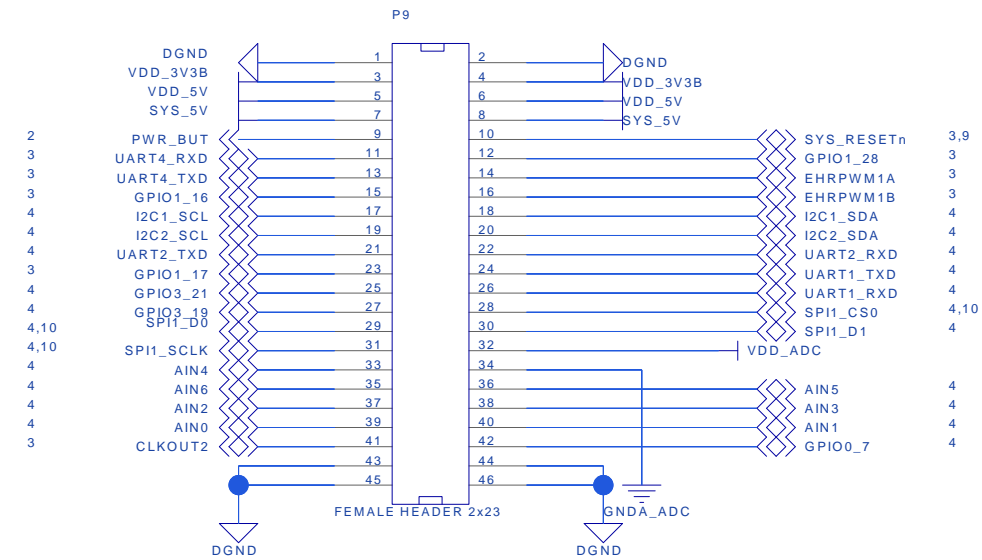 P9
DGND 1 2 DGND
VDD_3V3B 3 4 VDD_3V3B
VDD_5V 5 6 VDD_5V
SYS_5V 7 8 SYS_5V
2 PWR_BUT 9 10 SYS_RESETn 3,9
3 UART4_RXD 11 12 GPIO1_28 3
3 UART4_TXD 13 14 EHRPWM1A 3
3 GPIO1_16 15 16 EHRPWM1B 3
4 I2C1_SCL 17 18 I2C1_SDA 4
4 I2C2_SCL 19 20 I2C2_SDA 4
4 UART2_TXD 21 22 UART2_RXD 4
3 GPIO1_17 23 24 UART1_TXD 4
4 GPIO3_21 25 26 UART1_RXD 4
4 GPIO3_19 27 28 SPI1_CS0 4,10
4,10 SPI1_D0 29 30 SPI1_D1 4
4,10 SPI1_SCLK 31 32 VDD_ADC
4 AIN4 33 34
4 AIN6 35 36 AIN5 4
4 AIN2 37 38 AIN3 4
4 AIN0 39 40 AIN1 4
3 CLKOUT2 41 42 GPIO0_7 4
43 44
45 46
FEMALE HEADER 2x23 GNDA_ADC
DGND DGND